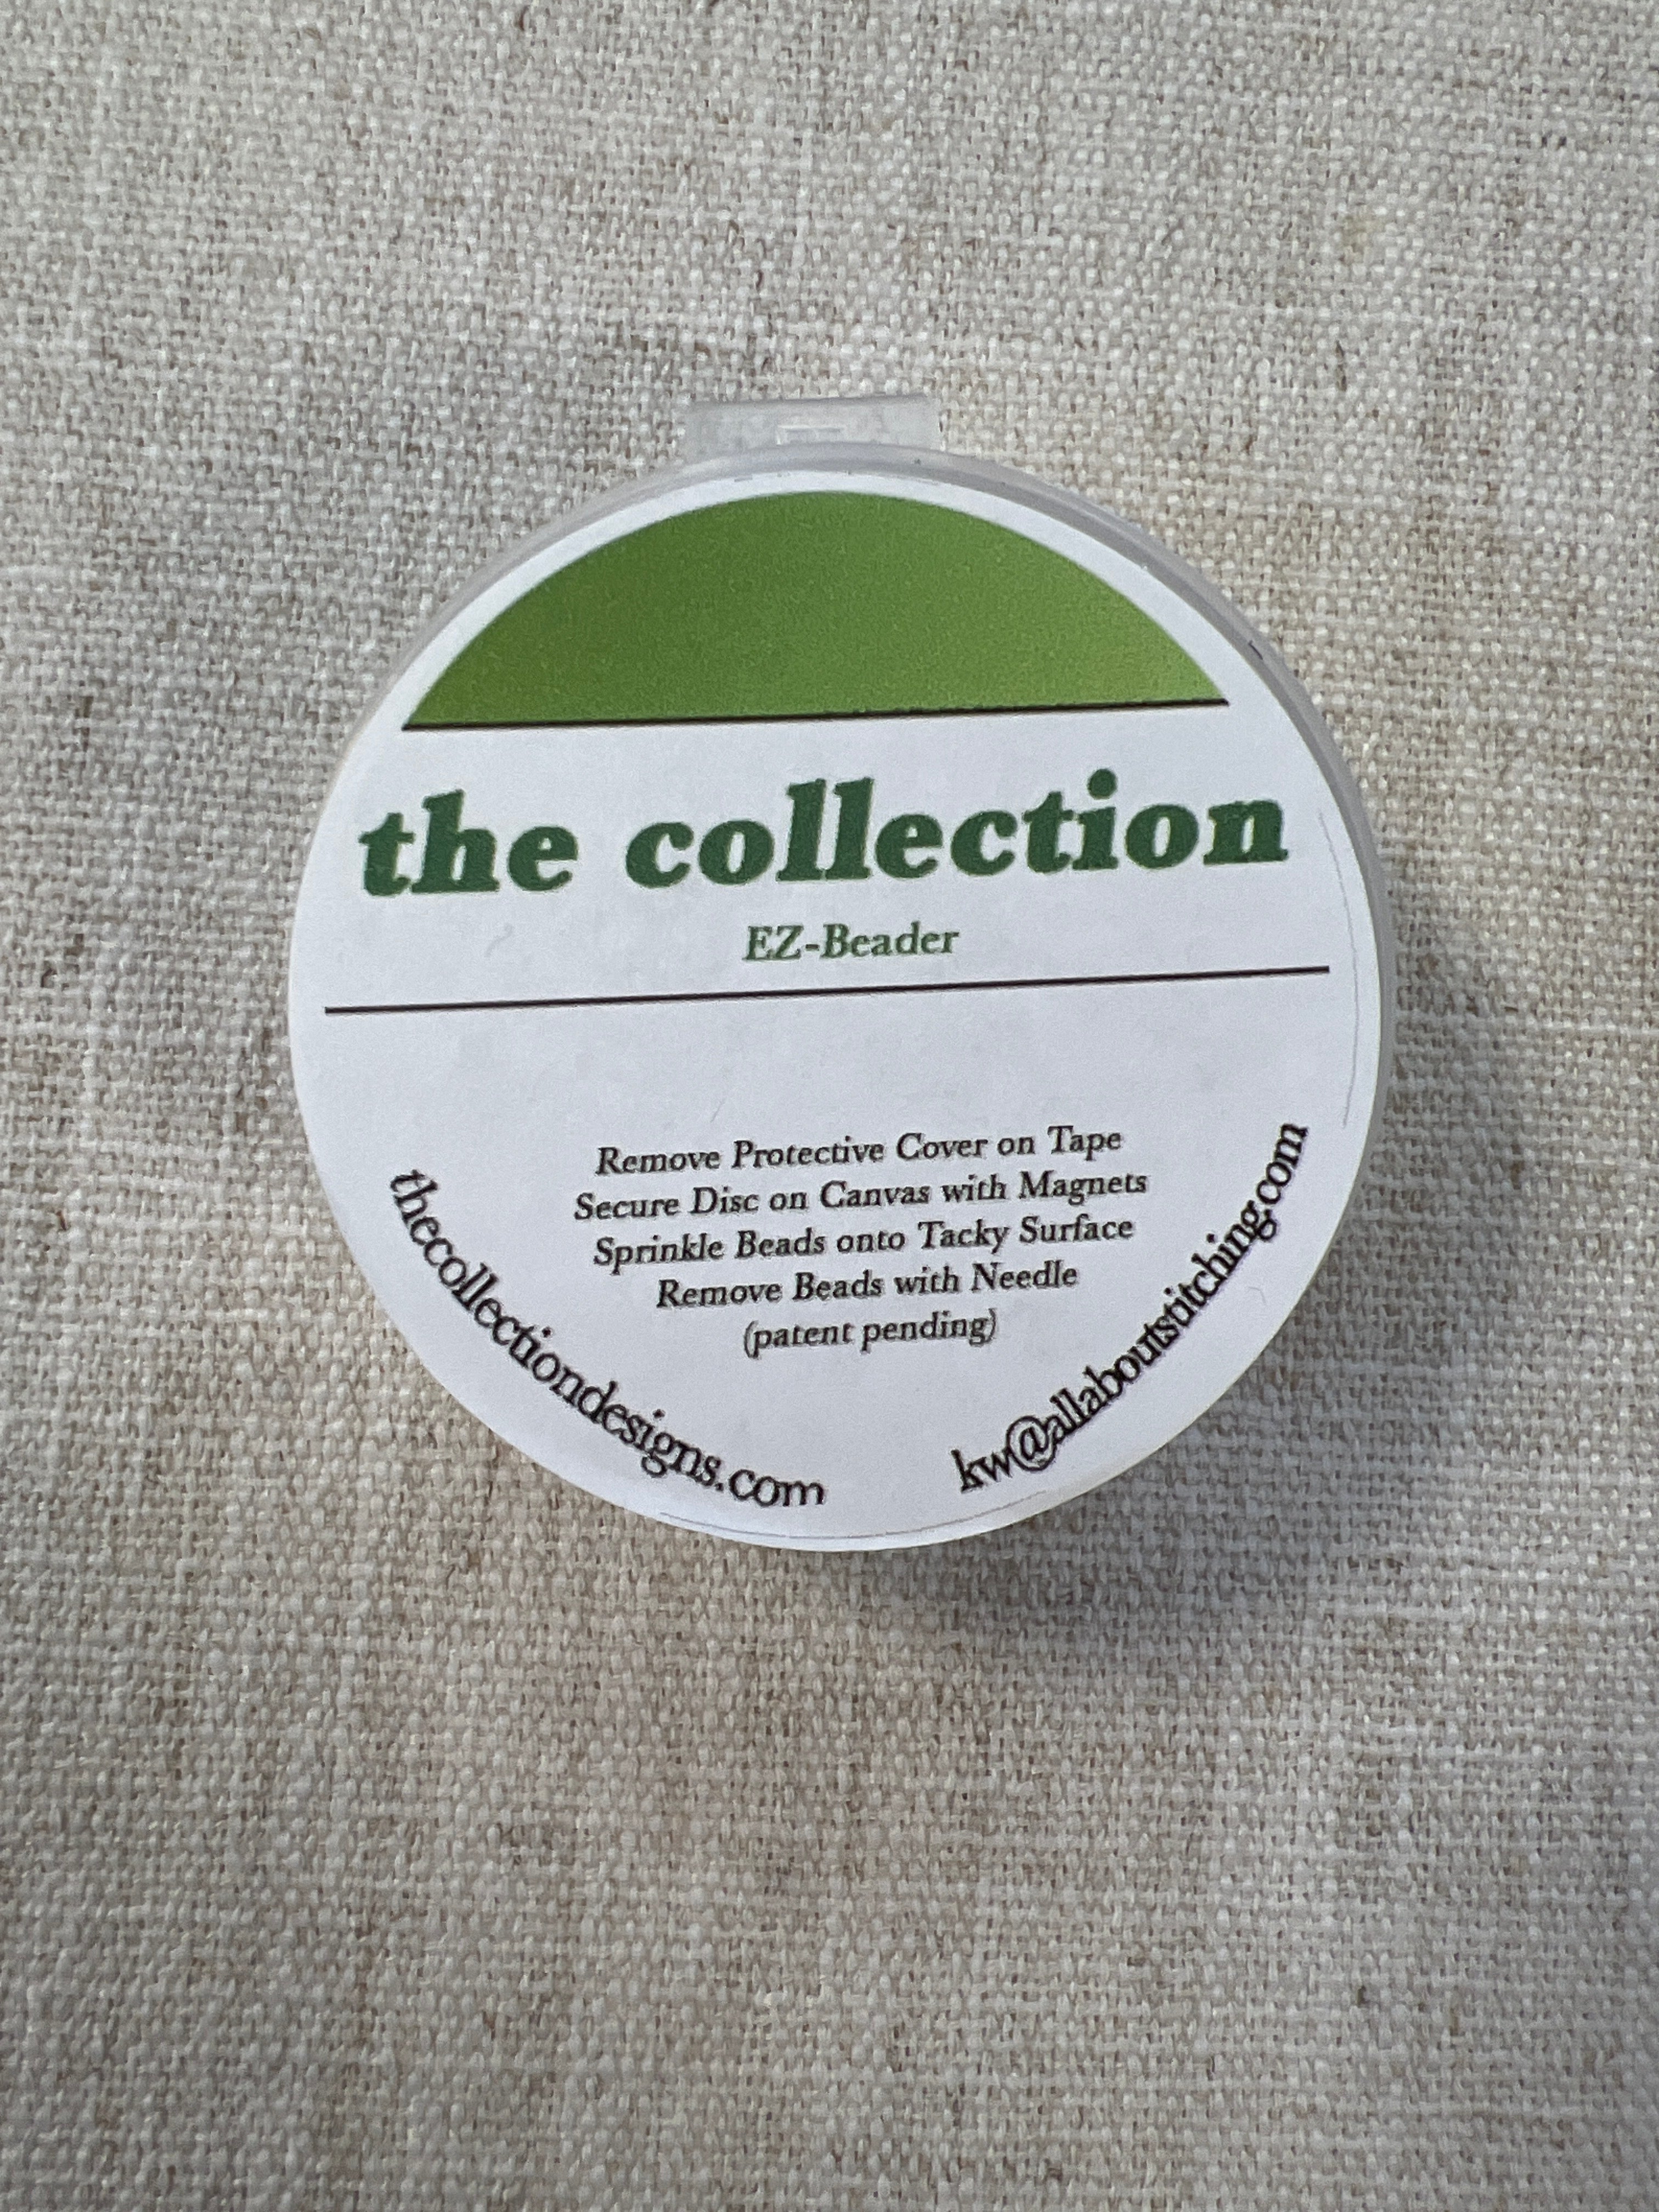 the collection
EZ-Beader
Remove Protective Cover on Tape
Secure Disc on Canvas with Magnets
Sprinkle Beads onto Tacky Surface
Remove Beads with Needle
(patent pending)
thecollectiondesigns.com
kw@allaboutstitching.com